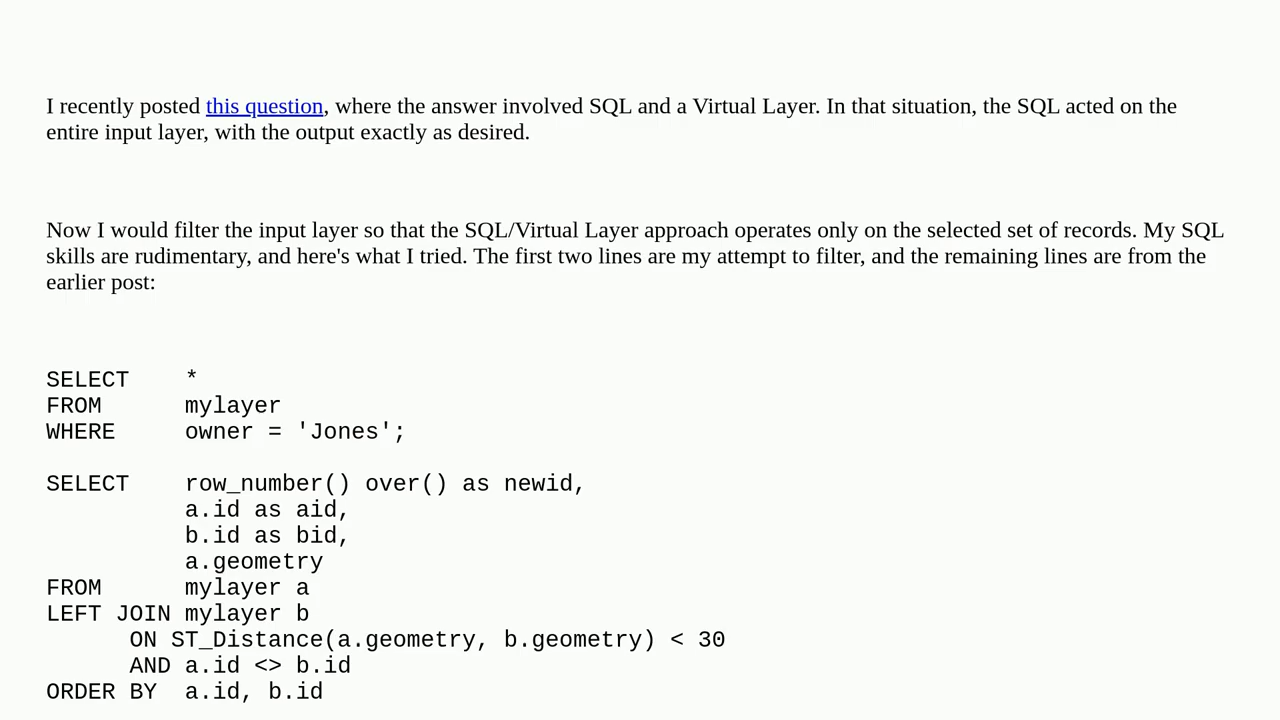 I recently posted this question, where the answer involved SQL and a Virtual Layer. In that situation, the SQL acted on the
entire input layer, with the output exactly as desired.
Now I would filter the input layer so that the SQL/Virtual Layer approach operates only on the selected set of records. My SQL
skills are rudimentary, and here's what I tried. The first two lines are my attempt to filter, and the remaining lines are from the
earlier post:
SELECT    *
FROM      mylayer
WHERE     owner = 'Jones';
SELECT    row_number() over() as newid,
          a.id as aid,
          b.id as bid,
          a.geometry
FROM      mylayer a
LEFT JOIN mylayer b
      ON ST_Distance(a.geometry, b.geometry) < 30
      AND a.id <> b.id
ORDER BY  a.id, b.id